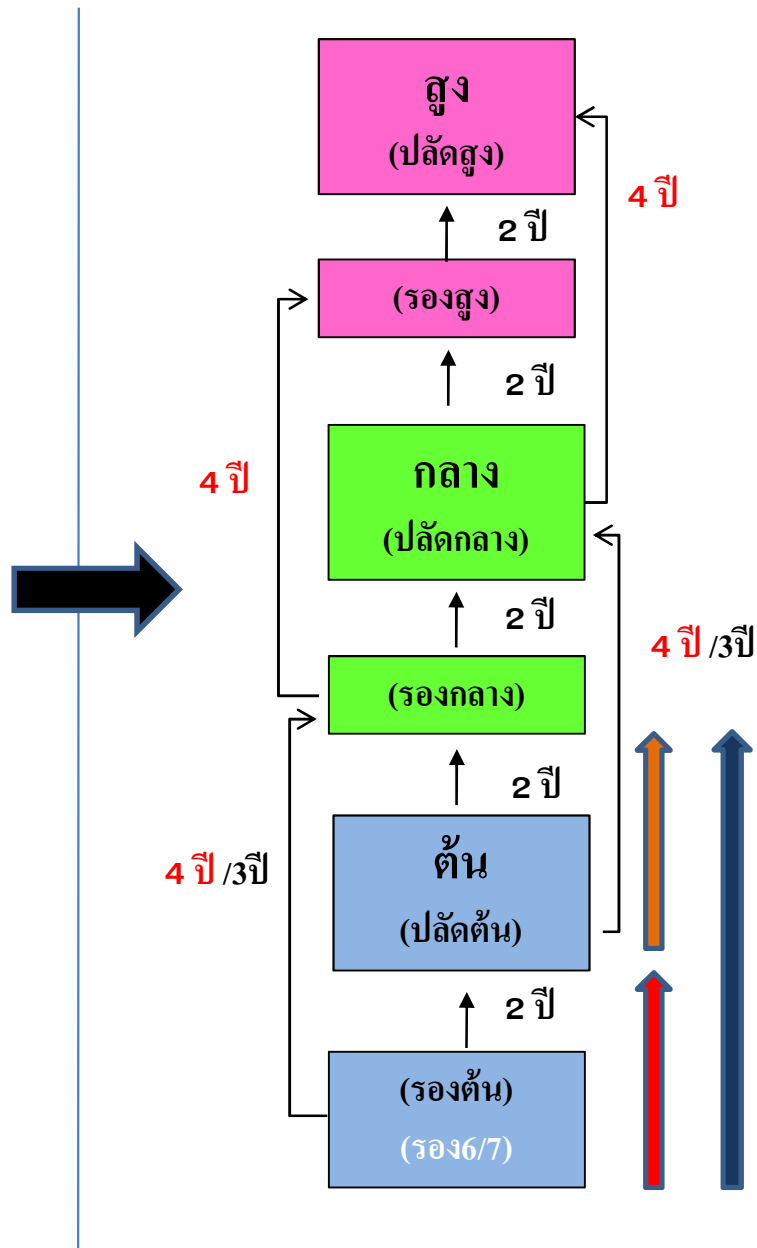 สูง
(ปลัดสูง)
4 ปี
2 ปี
(รองสูง)
2 ปี
กลาง
4 ปี
(ปลัดกลาง)
2 ปี
4 ปี /3ปี
(รองกลาง)
2 ปี
ต้น
4 ปี /3ปี
(ปลัดต้น)
2 ปี
(รองต้น)
(รอง6/7)